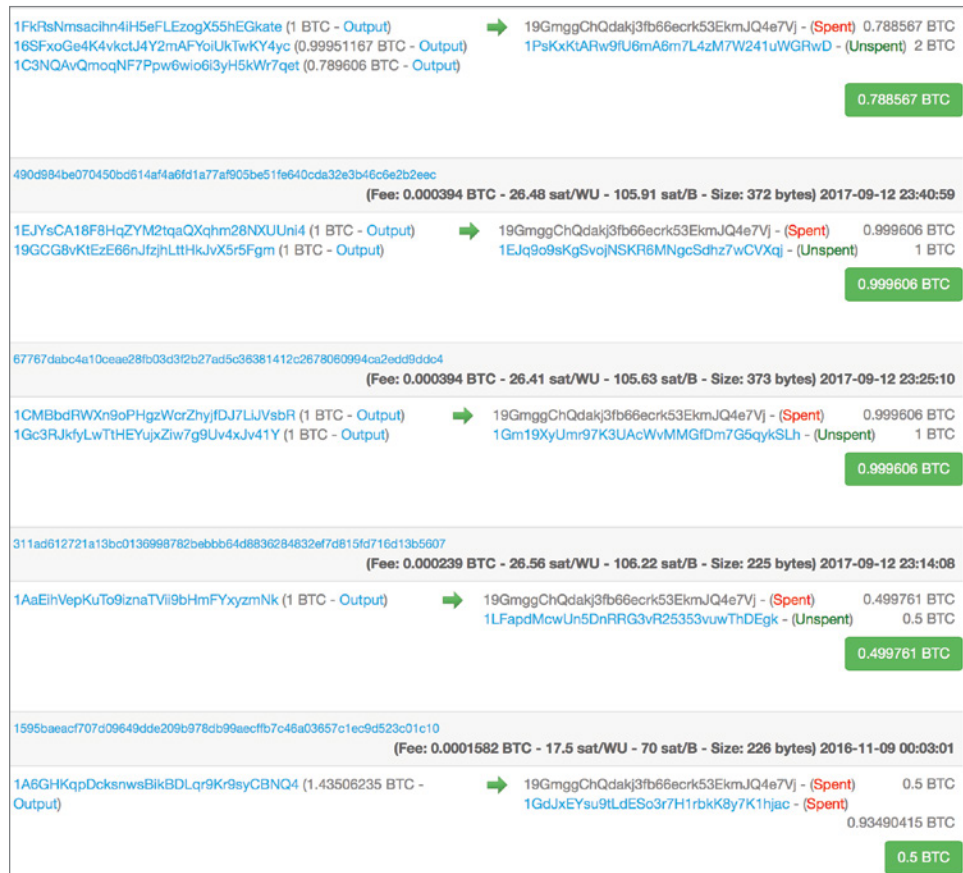 1FkRsNmsacihn4iH5eFLEzogX55hEGkate (1 BTC - Output)
16SFxoGe4K4vkctJ4Y2mAFYoiUkTwKY4yc (0.99951167 BTC - Output)
1C3NQAvQmoqNF7Ppw6wio6i3yH5kWr7qet (0.789606 BTC - Output)
19GmggChQdakj3fb66ecrk53EkmJQ4e7Vj - (Spent) 0.788567 BTC
1PsKxKtARw9fU6mA6m7L4zM7W241uWGRwD - (Unspent) 2 BTC
0.788567 BTC
490d984be070450bd614af4a6fd1a77af905be51fe640cda32e3b46c6e2b2eec
(Fee: 0.000394 BTC - 26.48 sat/WU - 105.91 sat/B - Size: 372 bytes) 2017-09-12 23:40:59
1EJYsCA18F8HqZYM2tqaQXqhm28NXUUni4 (1 BTC - Output)
19GCG8vKtEzE66nJfzjhLttHkJvX5r5Fgm (1 BTC - Output)
19GmggChQdakj3fb66ecrk53EkmJQ4e7Vj - (Spent) 0.999606 BTC
1EJq9o9sKgSvojNSKR6MNgcSdhz7wCVXqj - (Unspent) 1 BTC
0.999606 BTC
67767dabc4a10ceae28fb03d3f2b27ad5c36381412c2678060994ca2edd9ddc4
(Fee: 0.000394 BTC - 26.41 sat/WU - 105.63 sat/B - Size: 373 bytes) 2017-09-12 23:25:10
1CMBbdRWXn9oPHgzWcrZhyjfDJ7LiJVsbR (1 BTC - Output)
1Gc3RJkfyLwTtHEYujxZiw7g9Uv4xJv41Y (1 BTC - Output)
19GmggChQdakj3fb66ecrk53EkmJQ4e7Vj - (Spent) 0.999606 BTC
1Gm19XyUmr97K3UAcWvMMGfDm7G5qykSLh - (Unspent) 1 BTC
0.999606 BTC
311ad612721a13bc0136998782bebbb64d8836284832ef7d815fd716d13b5607
(Fee: 0.000239 BTC - 26.56 sat/WU - 106.22 sat/B - Size: 225 bytes) 2017-09-12 23:14:08
1AaEihVepKuTo9iznaTVii9bHmFYxyzmNk (1 BTC - Output)
19GmggChQdakj3fb66ecrk53EkmJQ4e7Vj - (Spent) 0.499761 BTC
1LFapdMcwUn5DnRRG3vR25353vuwThDEgk - (Unspent) 0.5 BTC
0.499761 BTC
1595baeacf707d09649dde209b978db99aecffb7c46a03657c1ec9d523c01c10
(Fee: 0.0001582 BTC - 17.5 sat/WU - 70 sat/B - Size: 226 bytes) 2016-11-09 00:03:01
1A6GHKqpDcksnwsBikBDLqr9Kr9syCBNQ4 (1.43506235 BTC -
Output)
19GmggChQdakj3fb66ecrk53EkmJQ4e7Vj - (Spent) 0.5 BTC
1GdJxEYsu9tLdESo3r7H1rbkK8y7K1hjac - (Spent)
0.93490415 BTC
0.5 BTC